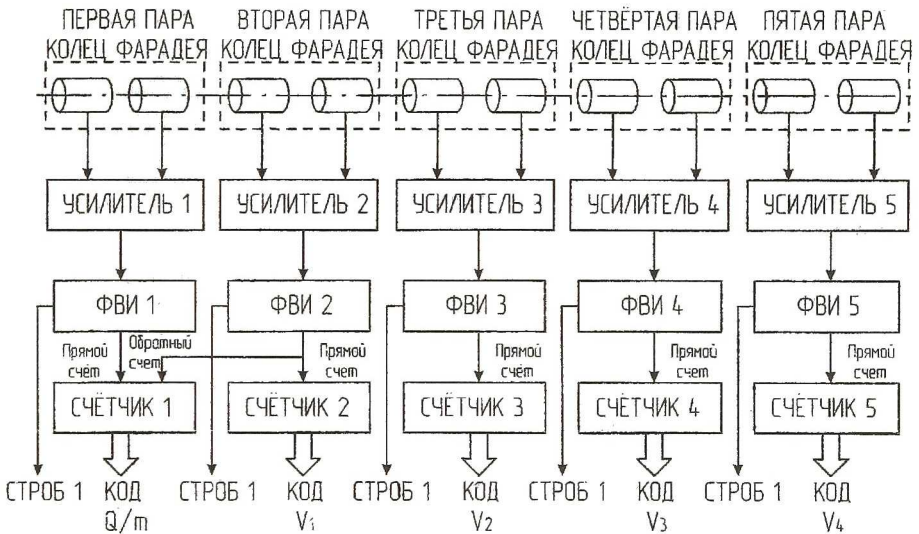 ПЕРВАЯ ПАРА
КОЛЕЦ ФАРАДЕЯ
ВТОРАЯ ПАРА
КОЛЕЦ ФАРАДЕЯ
ТРЕТЬЯ ПАРА
КОЛЕЦ ФАРАДЕЯ
ЧЕТВЁРТАЯ ПАРА
КОЛЕЦ ФАРАДЕЯ
ПЯТАЯ ПАРА
КОЛЕЦ ФАРАДЕЯ
УСИЛИТЕЛЬ 1
УСИЛИТЕЛЬ 2
УСИЛИТЕЛЬ 3
УСИЛИТЕЛЬ 4
УСИЛИТЕЛЬ 5
ФВИ 1
ФВИ 2
ФВИ 3
ФВИ 4
ФВИ 5
Прямой
счёт
Обратный
счет
Прямой
счет
Прямой
счёт
Прямой
счет
Прямой
счет
СЧЁТЧИК 1
СЧЁТЧИК 2
СЧЁТЧИК 3
СЧЁТЧИК 4
СЧЁТЧИК 5
СТРОБ 1
КОД
Q/m
СТРОБ 1
КОД
V1
СТРОБ 1
КОД
V2
СТРОБ 1
КОД
V3
СТРОБ 1
КОД
V4